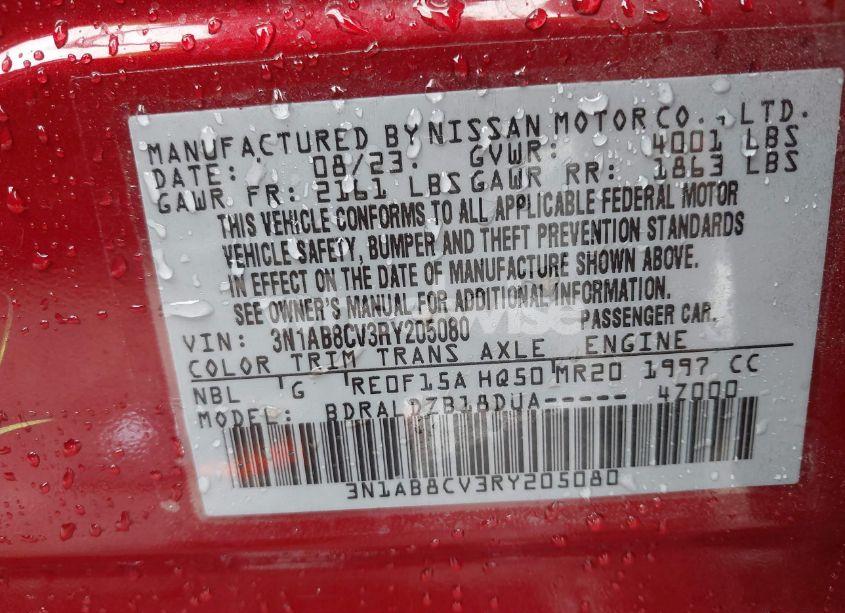 MANUFACTURED BY NISSAN MOTOR CO., LTD.
DATE: 08/23. GVWR: 4001 LBS
GAWR FR: 2161 LBS GAWR RR: 1863 LBS
THIS VEHICLE CONFORMS TO ALL APPLICABLE FEDERAL MOTOR
VEHICLE SAFETY, BUMPER AND THEFT PREVENTION STANDARDS
IN EFFECT ON THE DATE OF MANUFACTURE SHOWN ABOVE.
SEE OWNER'S MANUAL FOR ADDITIONAL INFORMATION.
VIN: 3N1AB8CV3RY205080 PASSENGER CAR.
COLOR TRIM TRANS AXLE ENGINE
NBL G RE0F15A HQ50 MR20 1997 CC
MODEL: BDRALDZB18DUA----- 4Z000
3N1AB8CV3RY205080